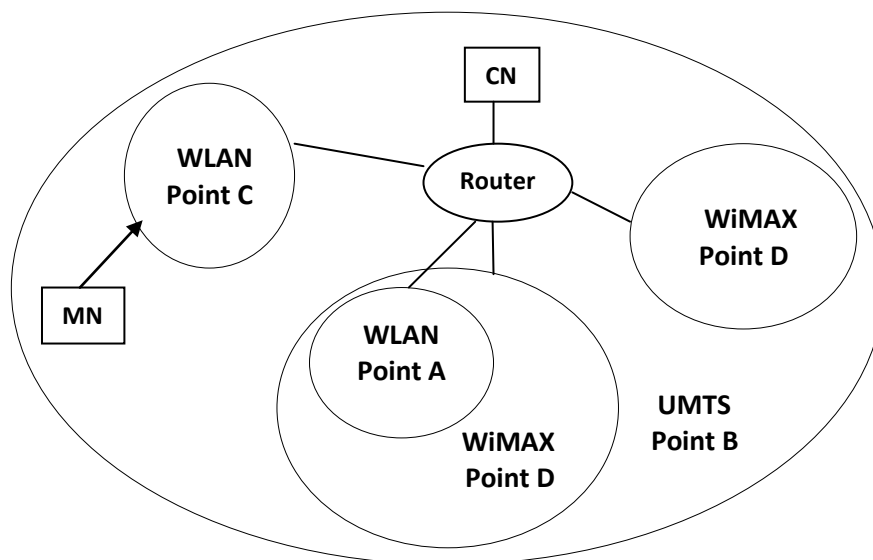 CN
WLAN
Point C
Router
WiMAX
Point D
MN
WLAN
Point A
UMTS
Point B
WiMAX
Point D